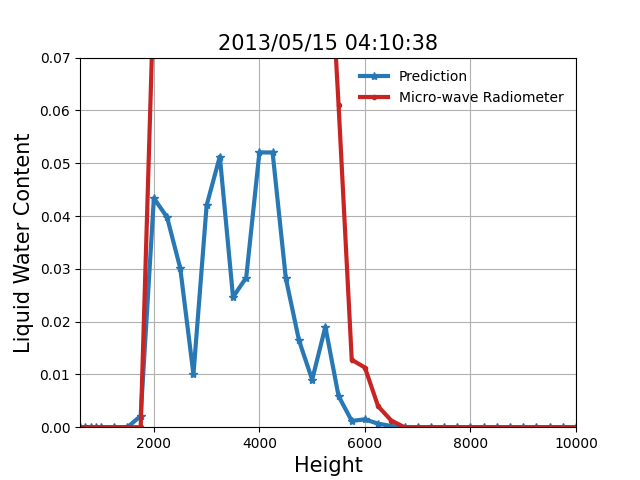 2013/05/15 04:10:38
Prediction
Micro-wave Radiometer
Liquid Water Content
0.07
0.06
0.05
0.04
0.03
0.02
0.01
0.00
2000 4000 6000 8000 10000
Height